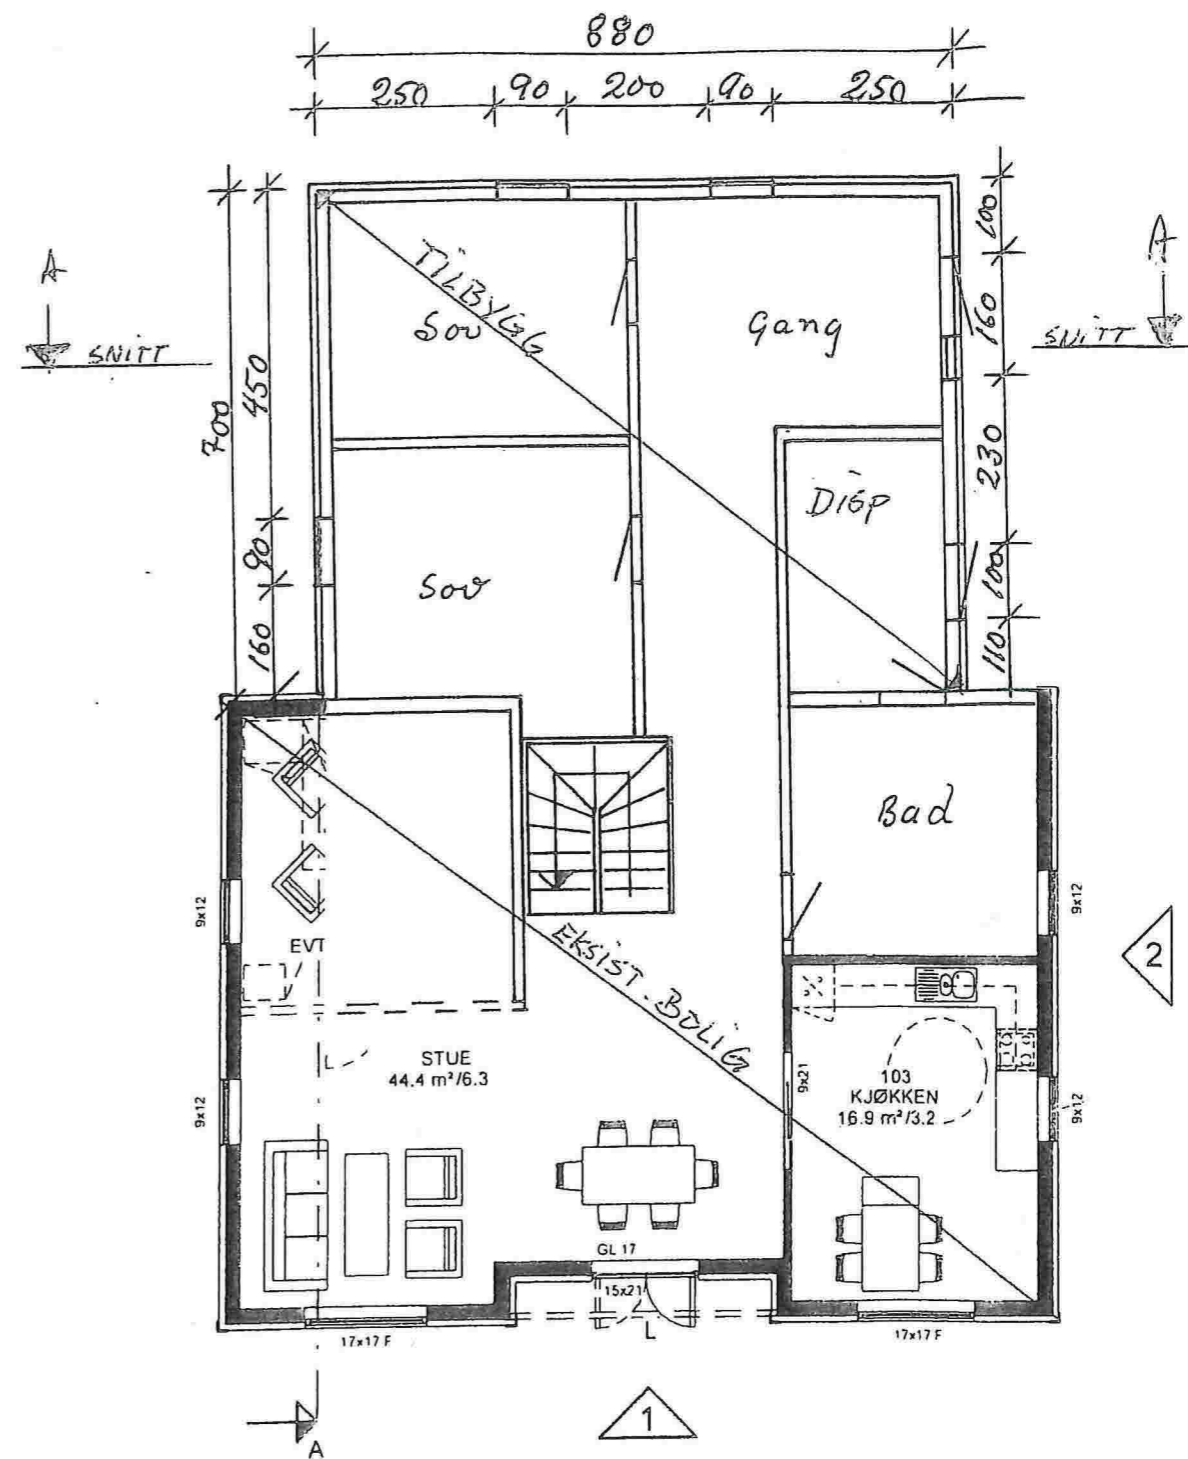 880
250 90 200 90 250
A
SNITT
700
450
90
160
100
160
230
100
110
A
SNITT
TILBYGG
Sov
Gang
Disp
Sov
Bad
9x12
EVT
9x12
EKSIST. BOLIG
L
STUE
44.4 m²/6.3
9x21
103
KJØKKEN
16.9 m²/3.2
9x12
2
9x12
GL 17
15x21
L
17x17 F
17x17 F
1
A